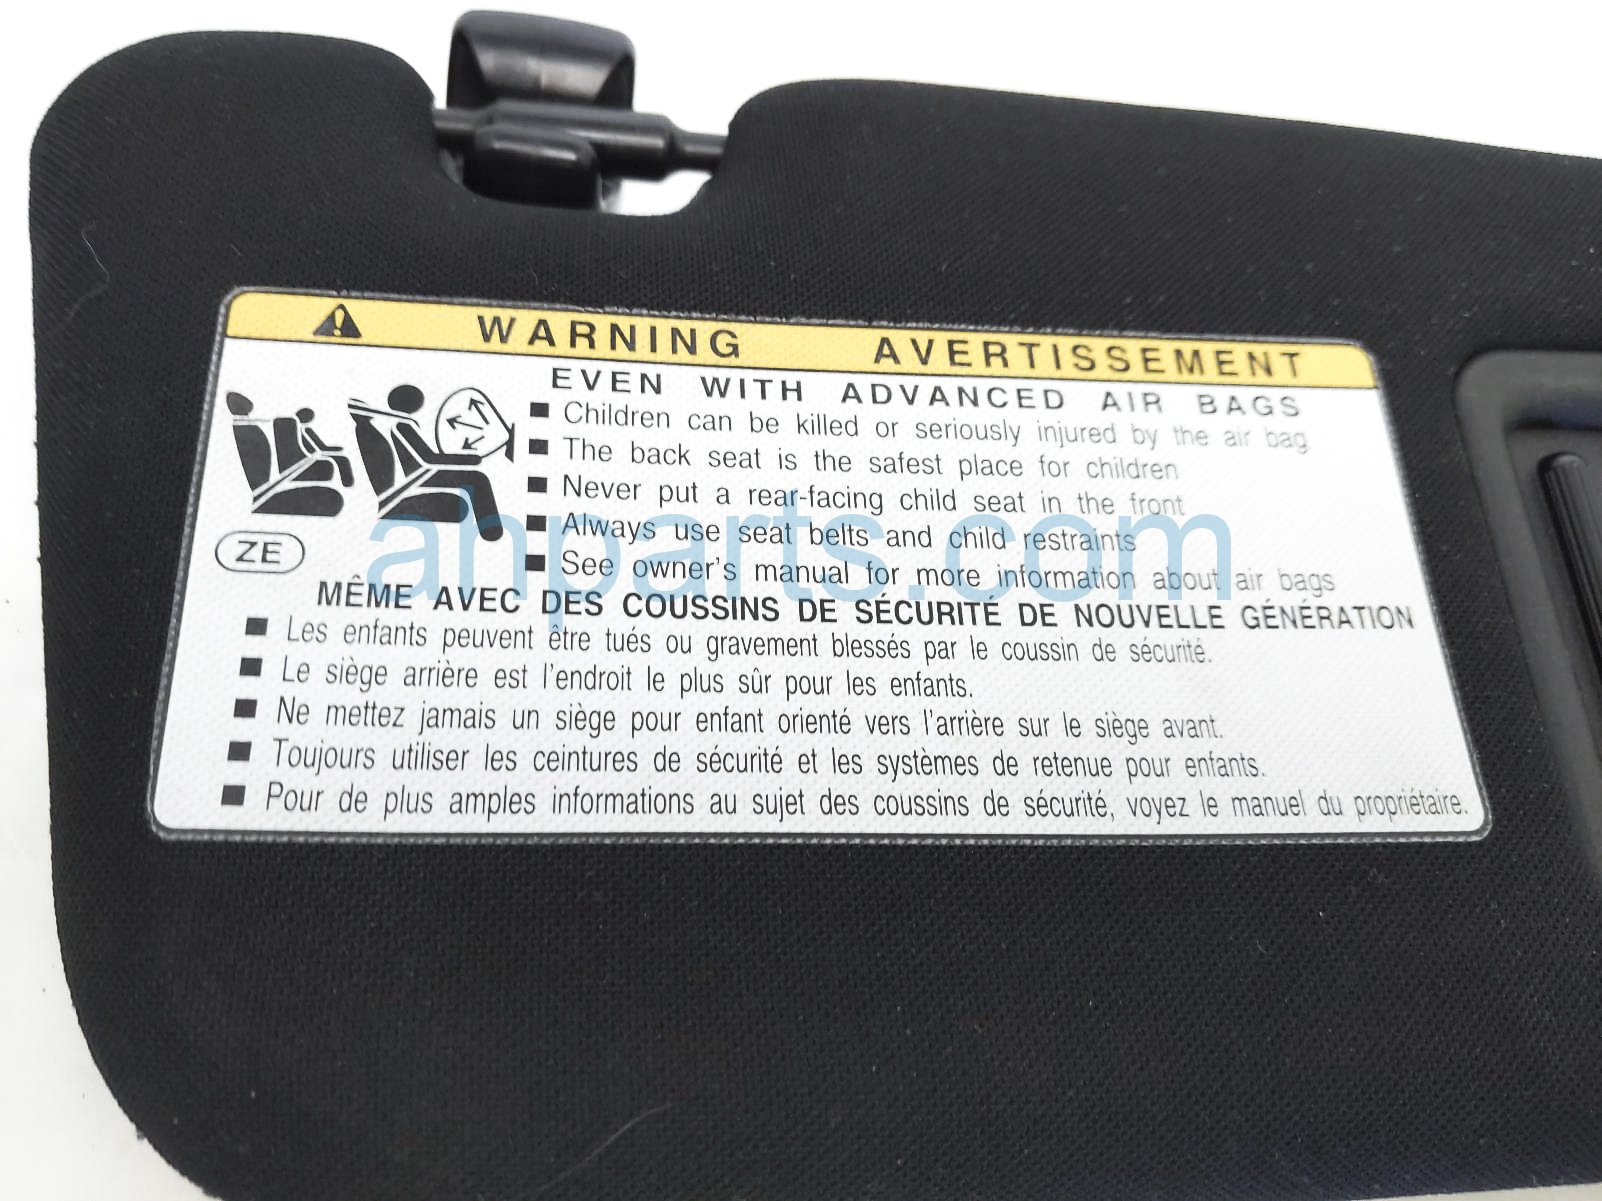 WARNING AVERTISSEMENT
EVEN WITH ADVANCED AIR BAGS
■ Children can be killed or seriously injured by the air bag
■ The back seat is the safest place for children
■ Never put a rear-facing child seat in the front
■ Always use seat belts and child restraints
■ See owner's manual for more information about air bags
ZE
ahparts.com
MÊME AVEC DES COUSSINS DE SÉCURITÉ DE NOUVELLE GÉNÉRATION
■ Les enfants peuvent être tués ou gravement blessés par le coussin de sécurité.
■ Le siège arrière est l'endroit le plus sûr pour les enfants.
■ Ne mettez jamais un siège pour enfant orienté vers l'arrière sur le siège avant.
■ Toujours utiliser les ceintures de sécurité et les systèmes de retenue pour enfants.
■ Pour de plus amples informations au sujet des coussins de sécurité, voyez le manuel du propriétaire.